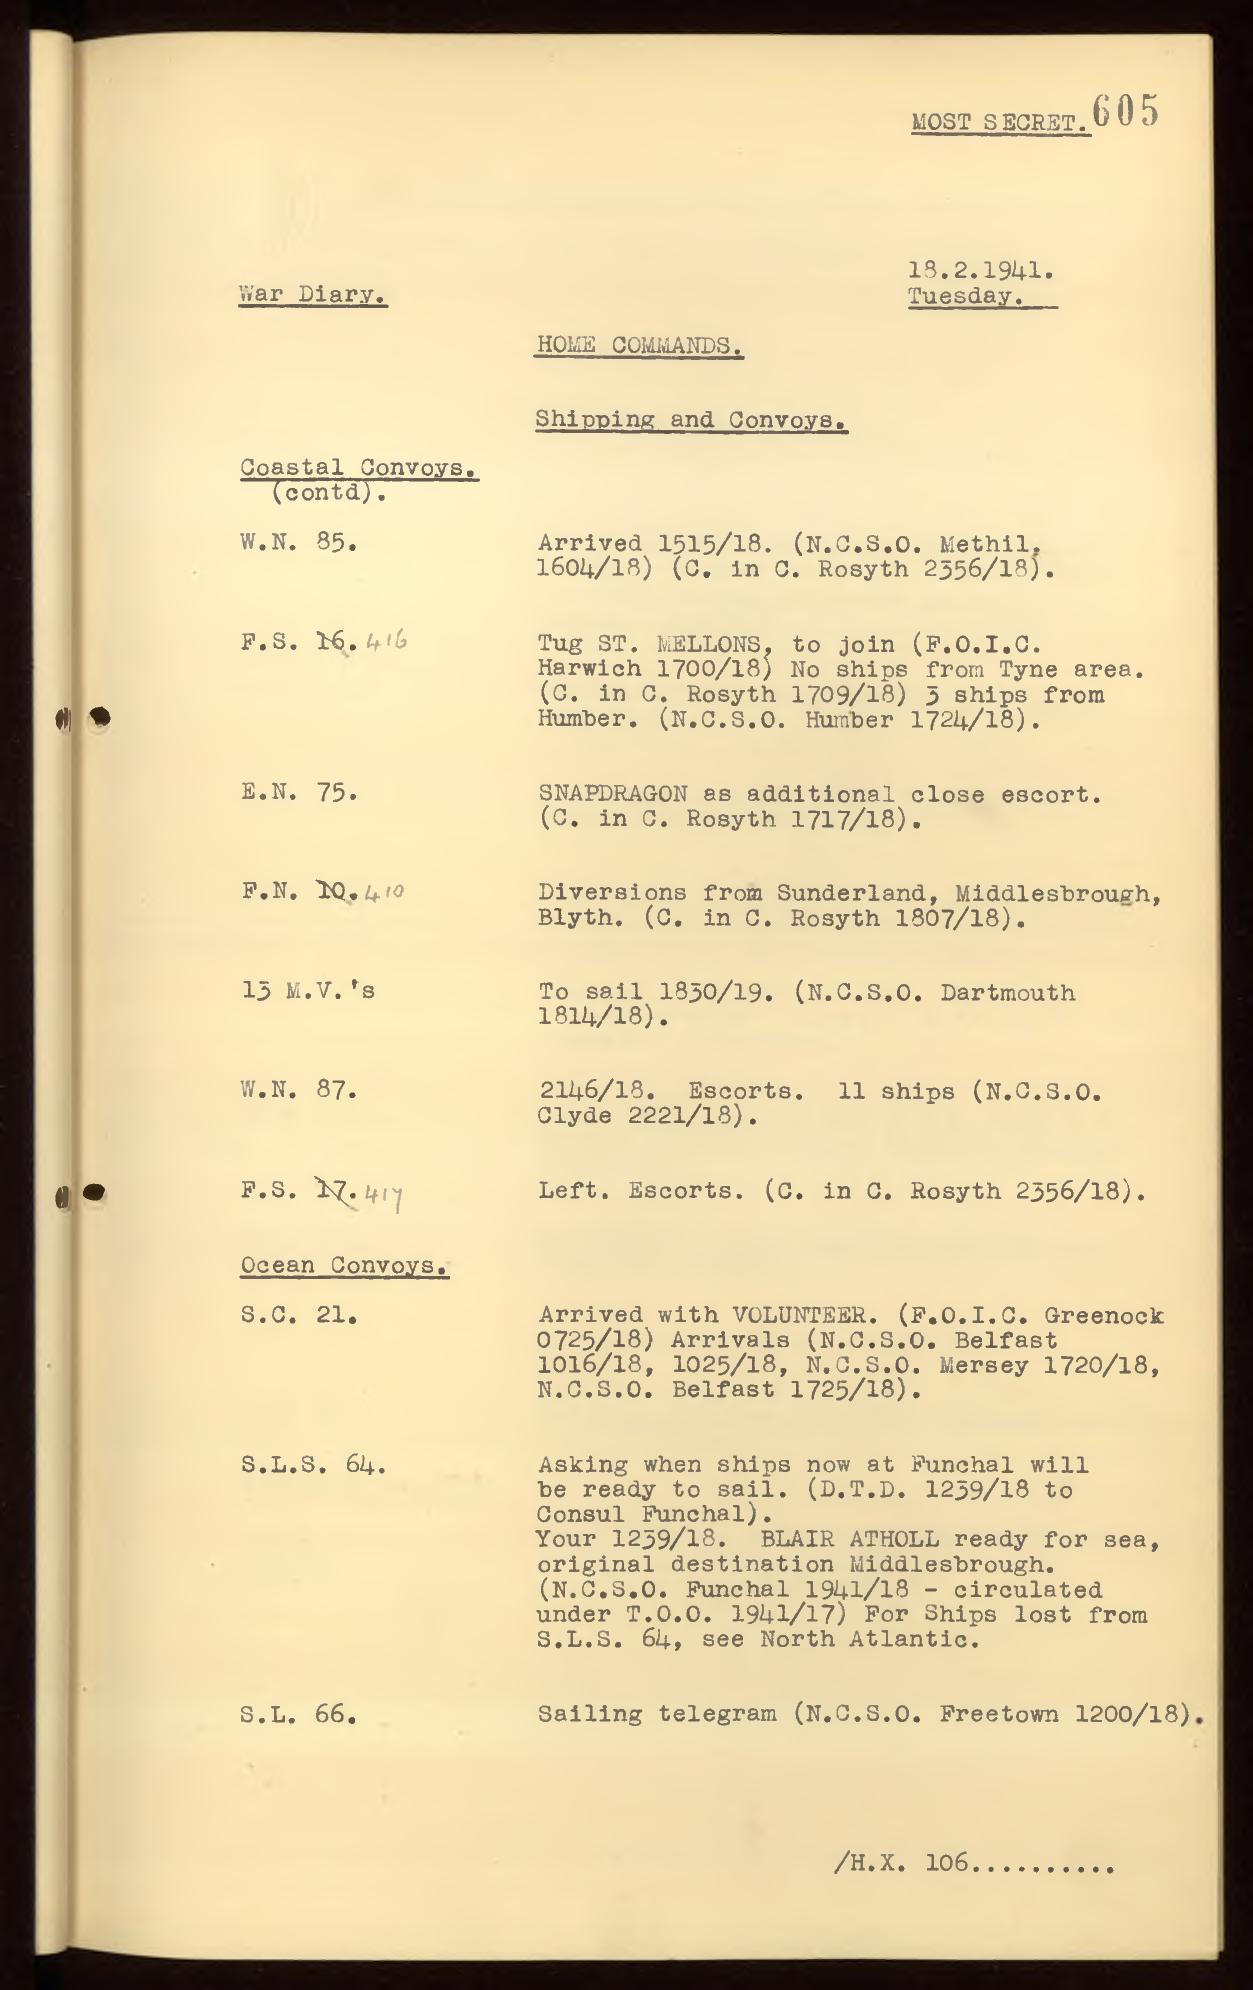 MOST SECRET. 605
18.2.1941.
War Diary. Tuesday.
HOME COMMANDS.
Shipping and Convoys.
Coastal Convoys.
(contd).
W.N. 85. Arrived 1515/18. (N.C.S.O. Methil,
1604/18) (C. in C. Rosyth 2356/18).
F.S. 16. 416 Tug ST. MELLONS, to join (F.O.I.C.
Harwich 1700/18) No ships from Tyne area.
(C. in C. Rosyth 1709/18) 3 ships from
Humber. (N.C.S.O. Humber 1724/18).
E.N. 75. SNAPDRAGON as additional close escort.
(C. in C. Rosyth 1717/18).
F.N. 10. 410 Diversions from Sunderland, Middlesbrough,
Blyth. (C. in C. Rosyth 1807/18).
13 M.V.'s To sail 1830/19. (N.C.S.O. Dartmouth
1814/18).
W.N. 87. 2146/18. Escorts. 11 ships (N.C.S.O.
Clyde 2221/18).
F.S. 17. 417 Left. Escorts. (C. in C. Rosyth 2356/18).
Ocean Convoys.
S.C. 21. Arrived with VOLUNTEER. (F.O.I.C. Greenock
0725/18) Arrivals (N.C.S.O. Belfast
1016/18, 1025/18, N.C.S.O. Mersey 1720/18,
N.C.S.O. Belfast 1725/18).
S.L.S. 64. Asking when ships now at Funchal will
be ready to sail. (D.T.D. 1239/18 to
Consul Funchal).
Your 1239/18. BLAIR ATHOLL ready for sea,
original destination Middlesbrough.
(N.C.S.O. Funchal 1941/18 - circulated
under T.O.O. 1941/17) For Ships lost from
S.L.S. 64, see North Atlantic.
S.L. 66. Sailing telegram (N.C.S.O. Freetown 1200/18).
/H.X. 106..........